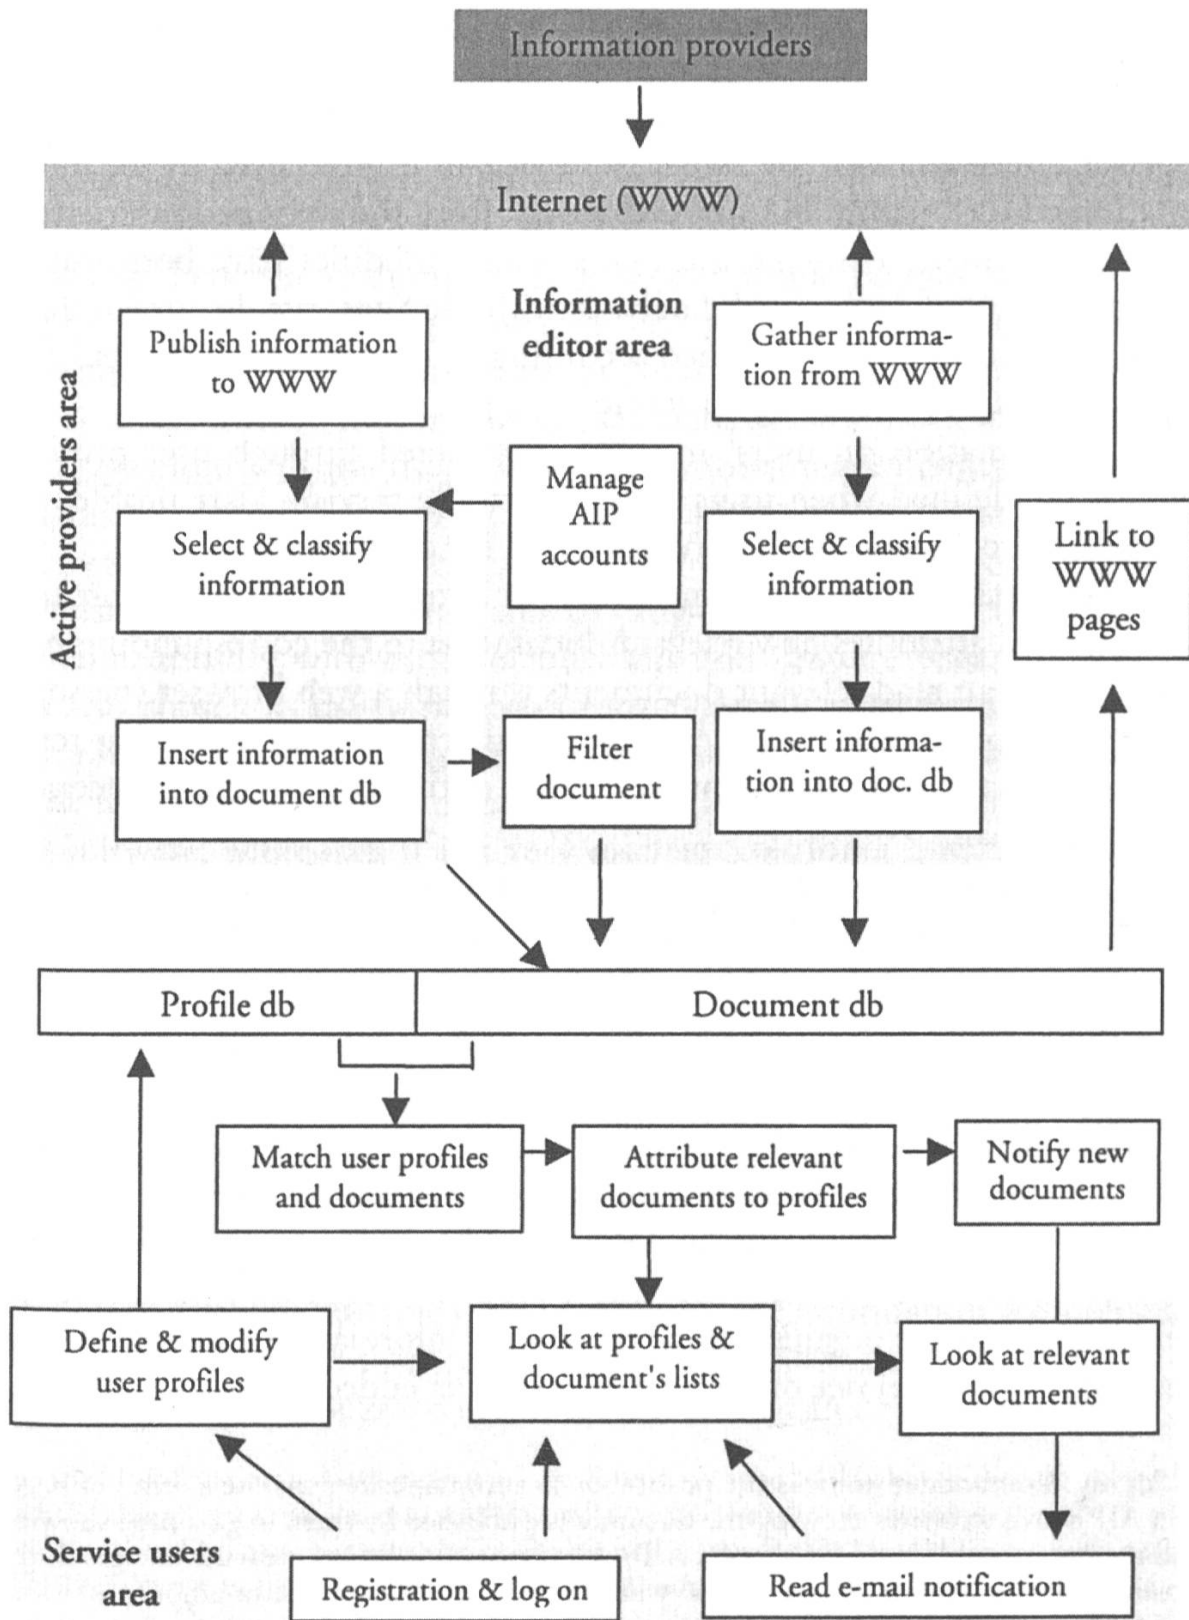 Information providers
Internet (WWW)
Publish information
to WWW
Information
editor area
Gather informa-
tion from WWW
Active providers area
Manage
AIP
accounts
Select & classify
information
Select & classify
information
Link to
WWW
pages
Insert information
into document db
Filter
document
Insert informa-
tion into doc. db
Profile db
Document db
Match user profiles
and documents
Attribute relevant
documents to profiles
Notify new
documents
Define & modify
user profiles
Look at profiles &
document's lists
Look at relevant
documents
Service users
area
Registration & log on
Read e-mail notification